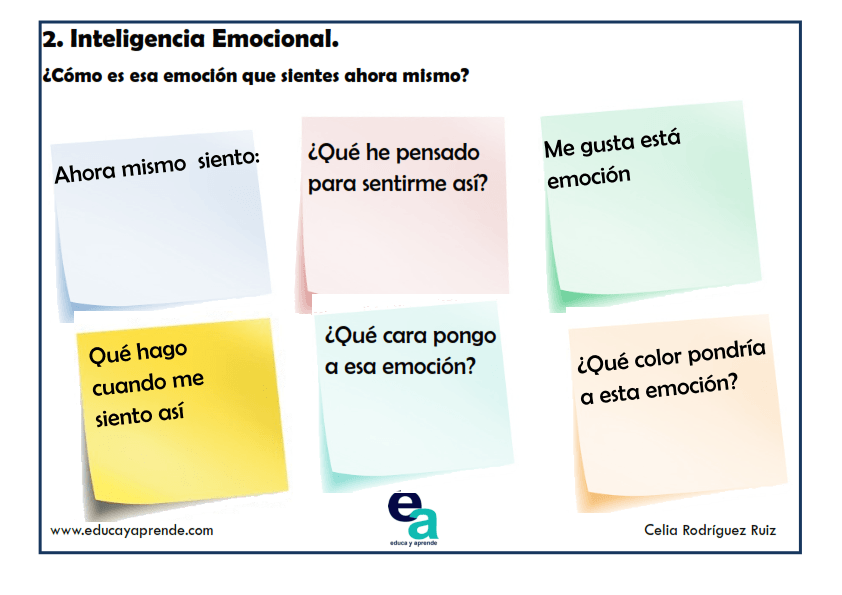 2. Inteligencia Emocional.
¿Cómo es esa emoción que sientes ahora mismo?
Ahora mismo siento:
¿Qué he pensado
para sentirme así?
Me gusta está
emoción
Qué hago
cuando me
siento así
¿Qué cara pongo
a esa emoción?
¿Qué color pondría
a esta emoción?
www.educayaprende.com
éa
educa y aprende
Celia Rodríguez Ruiz